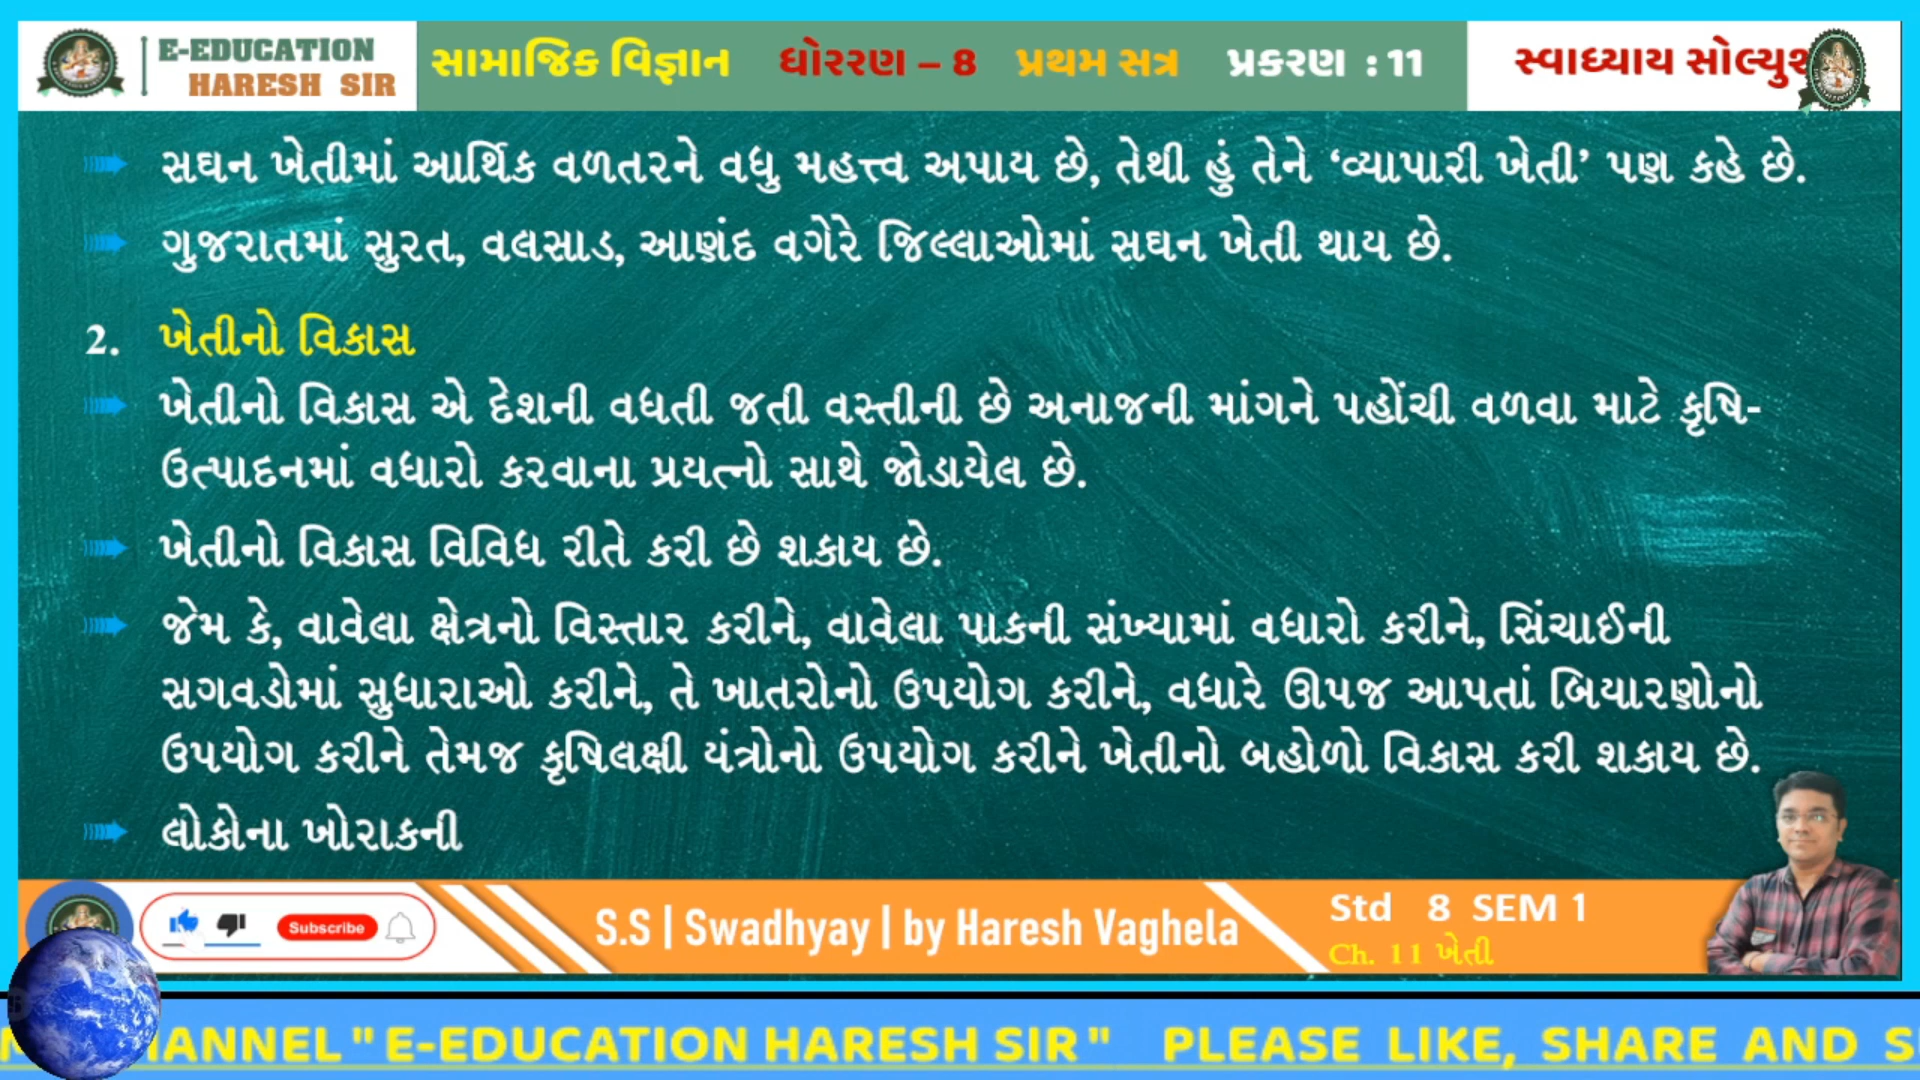 E-EDUCATION
HARESH SIR
સામાજિક વિજ્ઞાન ધોરરણ – 8 પ્રથમ સત્ર પ્રકરણ : 11
સ્વાધ્યાય
સઘન ખેતીમાં આર્થિક વળતરને વધુ મહત્ત્વ અપાય છે, તેથી હું તેને ‘વ્યાપારી ખેતી’ પણ કહે છે.
ગુજરાતમાં સુરત, વલસાડ, આણંદ વગેરે જિલ્લાઓમાં સઘન ખેતી થાય છે.
2. ખેતીનો વિકાસ
ખેતીનો વિકાસ એ દેશની વધતી જતી વસ્તીની છે અનાજની માંગને પહોંચી વળવા માટે કૃષિ-
ઉત્પાદનમાં વધારો કરવાના પ્રયત્નો સાથે જોડાયેલ છે.
ખેતીનો વિકાસ વિવિધ રીતે કરી છે શકાય છે.
જેમ કે, વાવેલા ક્ષેત્રનો વિસ્તાર કરીને, વાવેલા પાકની સંખ્યામાં વધારો કરીને, સિંચાઈની
સગવડોમાં સુધારાઓ કરીને, તે ખાતરોનો ઉપયોગ કરીને, વધારે ઊપજ આપતાં બિયારણોનો
ઉપયોગ કરીને તેમજ કૃષિલક્ષી યંત્રોનો ઉપયોગ કરીને ખેતીનો બહોળો વિકાસ કરી શકાય છે.
લોકોના ખોરાકની
Subscribe
S.S | Swadhyay | by Haresh Vaghela
Std 8 SEM 1
Ch. 11 ખેતી
" E-EDUCATION HARESH SIR " PLEASE LIKE, SHARE AND